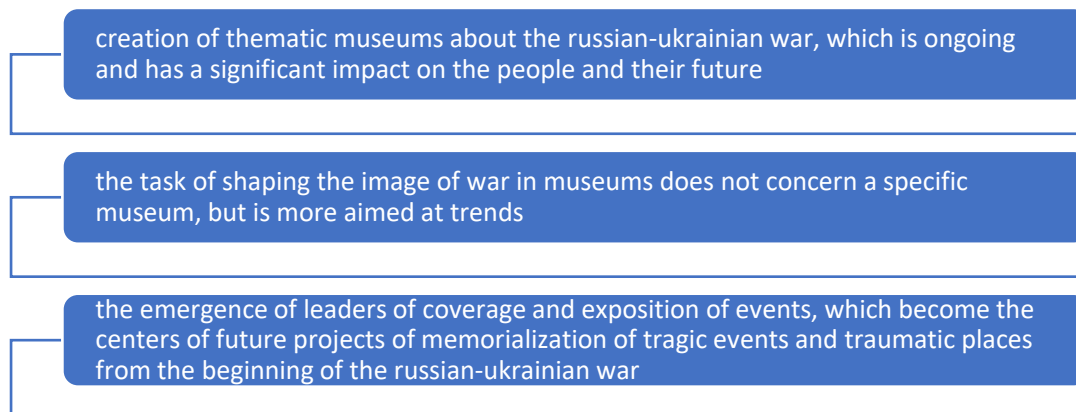 creation of thematic museums about the russian-ukrainian war, which is ongoing
and has a significant impact on the people and their future
the task of shaping the image of war in museums does not concern a specific
museum, but is more aimed at trends
the emergence of leaders of coverage and exposition of events, which become the
centers of future projects of memorialization of tragic events and traumatic places
from the beginning of the russian-ukrainian war